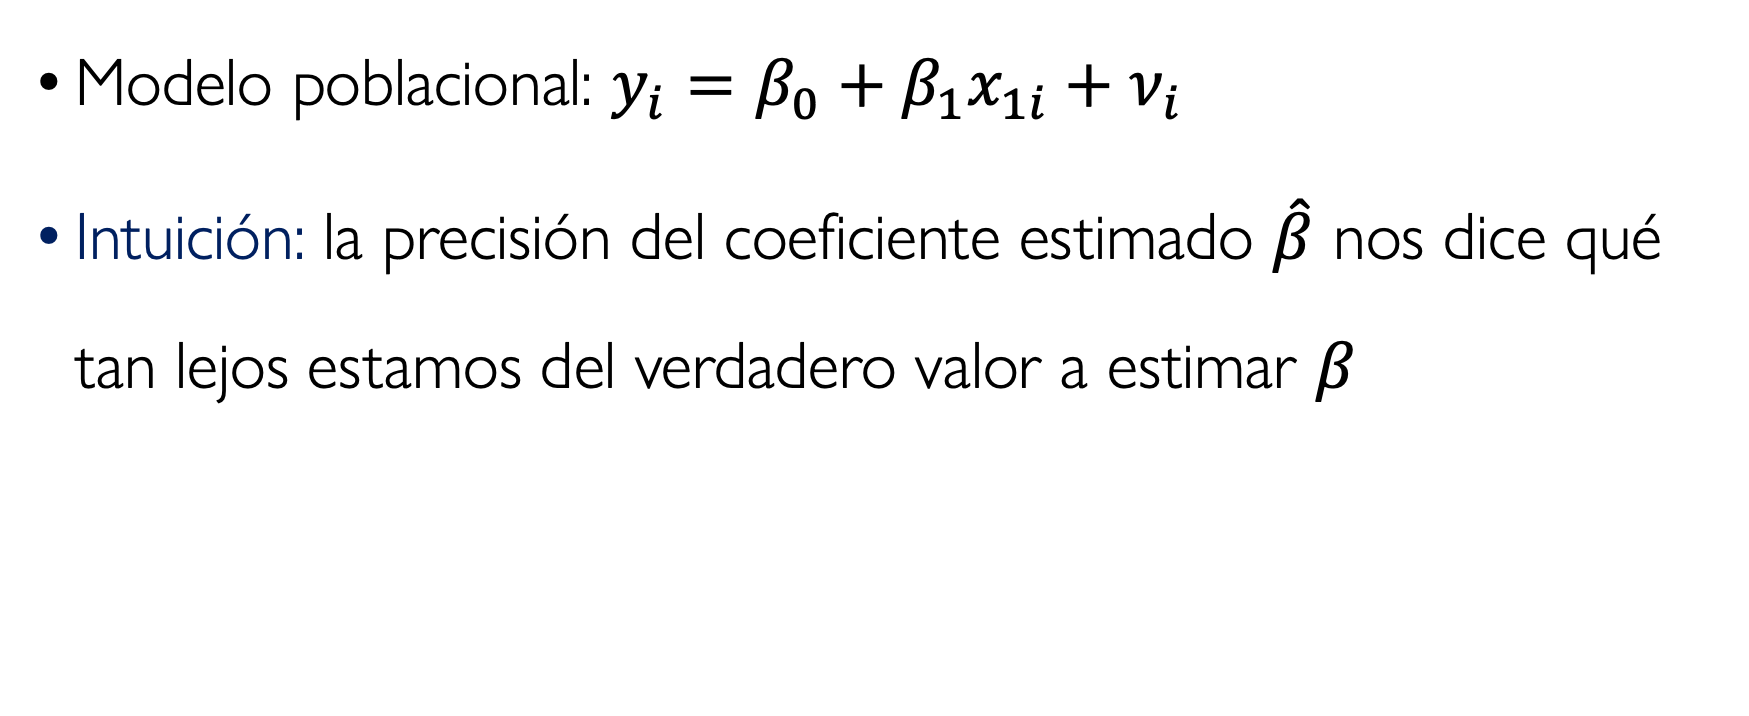 • Modelo poblacional: yᵢ = β₀ + β₁x₁ᵢ + νᵢ
• Intuición: la precisión del coeficiente estimado β̂ nos dice qué
tan lejos estamos del verdadero valor a estimar β